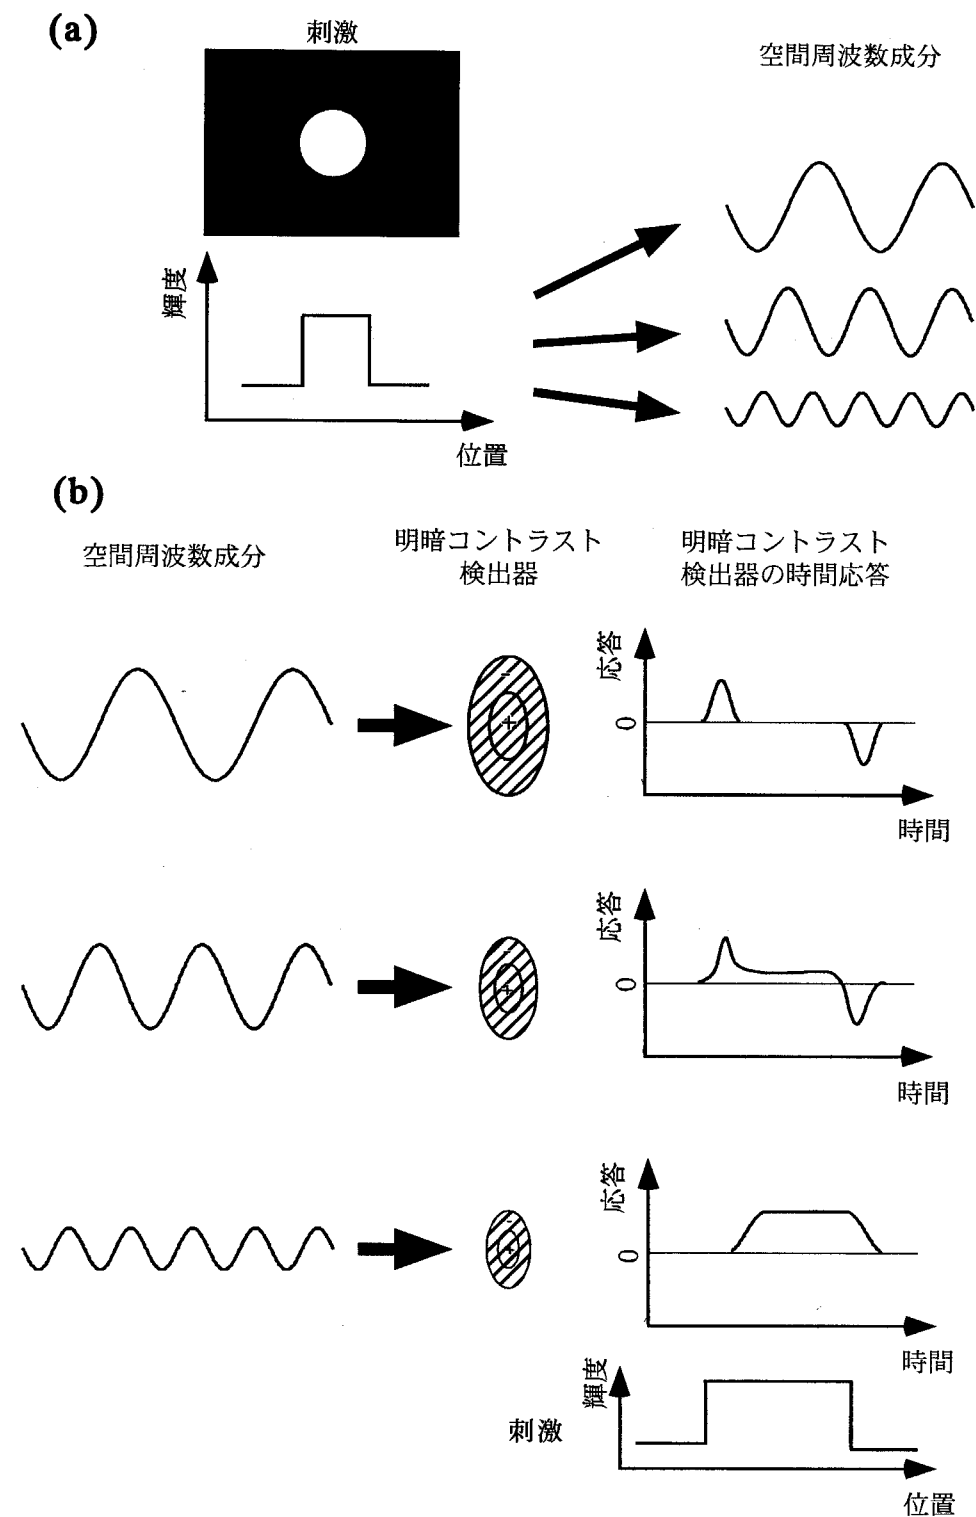 (a)
刺激
空間周波数成分
輝度
位置
(b)
空間周波数成分
明暗コントラスト
検出器
明暗コントラスト
検出器の時間応答
-
+
応答
0
時間
-
+
応答
0
時間
-
+
応答
0
時間
刺激
輝度
位置